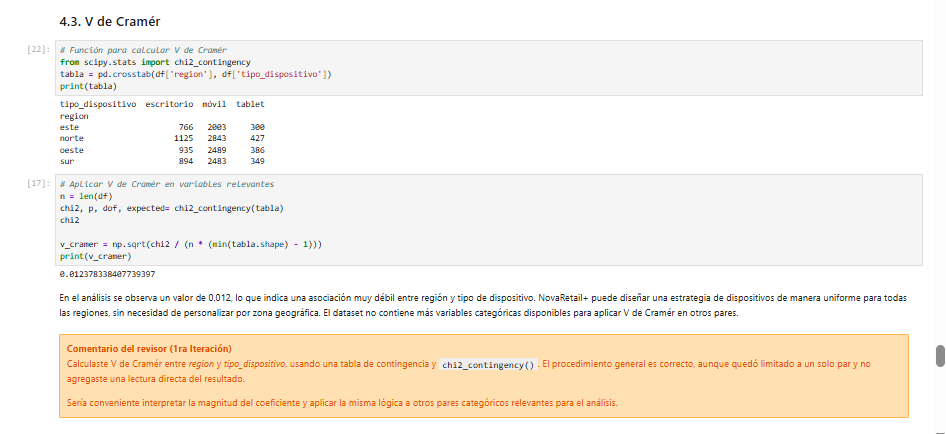 4.3. V de Cramér
[22]: # Función para calcular V de Cramér
from scipy.stats import chi2_contingency
tabla = pd.crosstab(df['region'], df['tipo_dispositivo'])
print(tabla)
tipo_dispositivo escritorio móvil tablet
region
este 766 2003 300
norte 1125 2843 427
oeste 935 2489 386
sur 894 2483 349
[17]: # Aplicar V de Cramér en variables relevantes
n = len(df)
chi2, p, dof, expected= chi2_contingency(tabla)
chi2
v_cramer = np.sqrt(chi2 / (n * (min(tabla.shape) - 1)))
print(v_cramer)
0.012378338407739397
En el análisis se observa un valor de 0.012, lo que indica una asociación muy débil entre región y tipo de dispositivo. NovaRetail+ puede diseñar una estrategia de dispositivos de manera uniforme para todas
las regiones, sin necesidad de personalizar por zona geográfica. El dataset no contiene más variables categóricas disponibles para aplicar V de Cramér en otros pares.
Comentario del revisor (1ra Iteración)
Calculaste V de Cramér entre region y tipo_dispositivo, usando una tabla de contingencia y chi2_contingency() . El procedimiento general es correcto, aunque quedó limitado a un solo par y no
agregaste una lectura directa del resultado.
Sería conveniente interpretar la magnitud del coeficiente y aplicar la misma lógica a otros pares categóricos relevantes para el análisis.